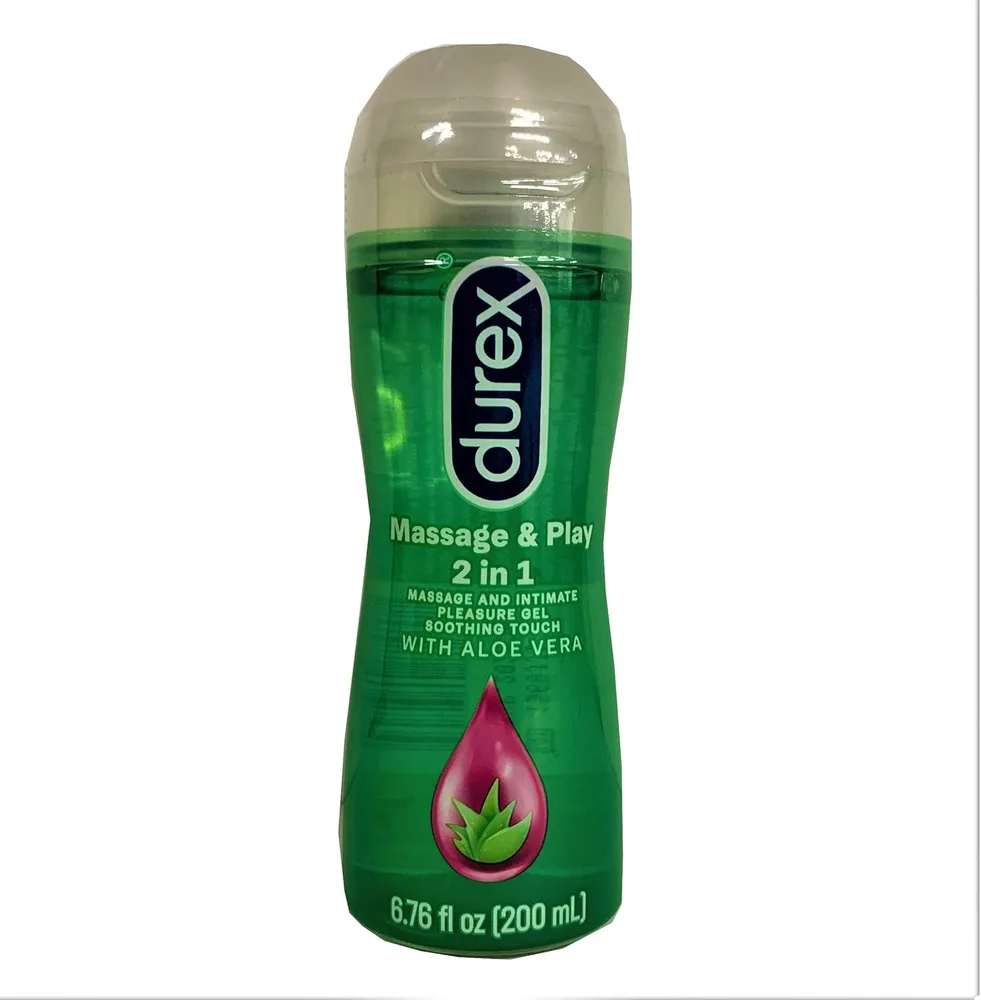 ®
durex
Massage & Play
2 in 1
MASSAGE AND INTIMATE
PLEASURE GEL
SOOTHING TOUCH
WITH ALOE VERA
6.76 fl oz (200 mL)